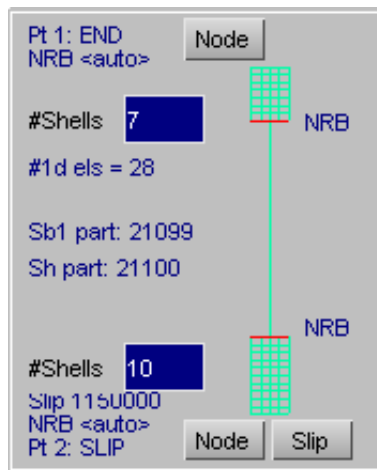 Pt 1: END
Node
NRB <auto>
#Shells 7
NRB
#1d els = 28
Sb1 part: 21099
Sh part: 21100
NRB
#Shells 10
Slip 1150000
NRB <auto>
Node Slip
Pt 2: SLIP